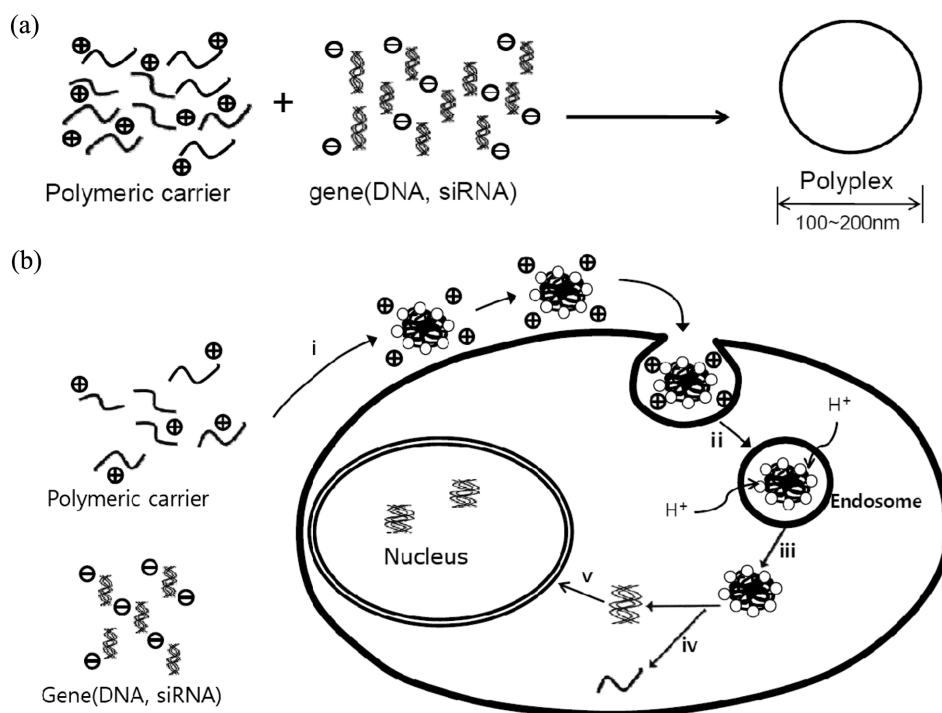 (a)
Polymeric carrier
+
gene(DNA, siRNA)
Polyplex
100~200nm
(b)
i
ii
H⁺
Endosome
H⁺
iii
iv
v
Nucleus
Polymeric carrier
Gene(DNA, siRNA)